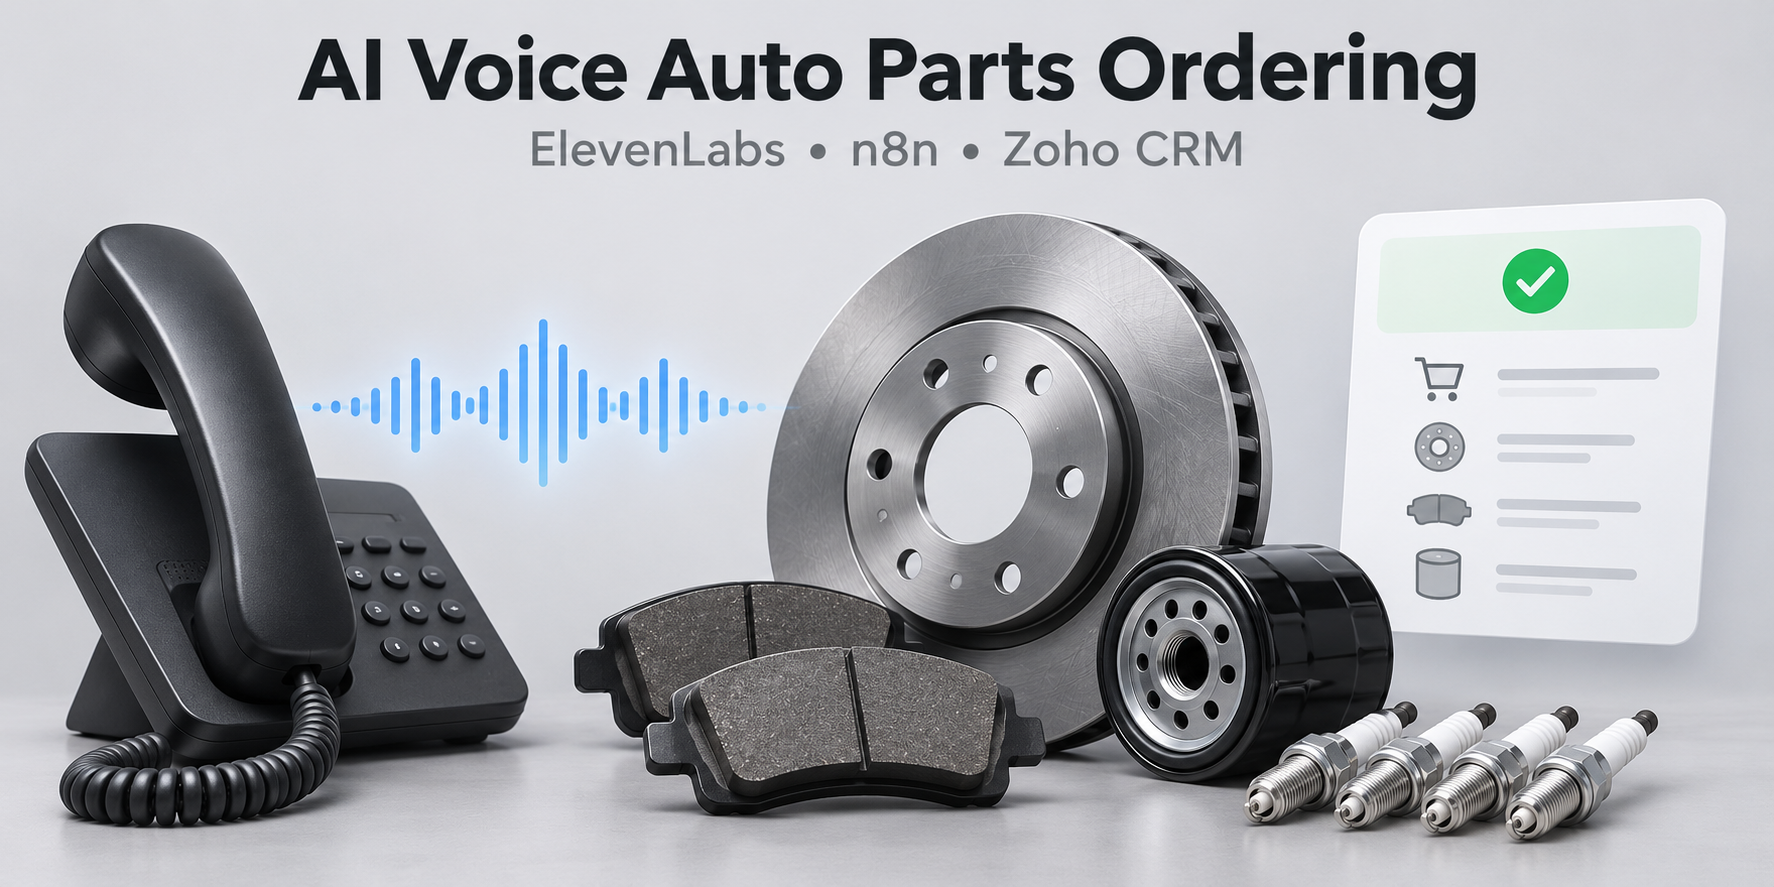 AI Voice Auto Parts Ordering
ElevenLabs • n8n • Zoho CRM